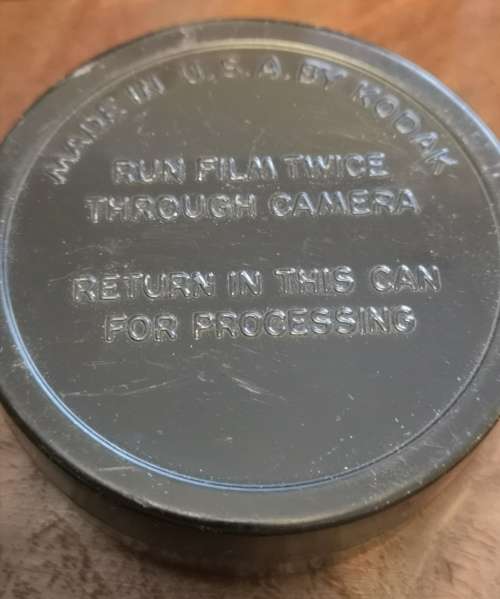 MADE IN U.S.A. BY KODAK
RUN FILM TWICE
THROUGH CAMERA
RETURN IN THIS CAN
FOR PROCESSING